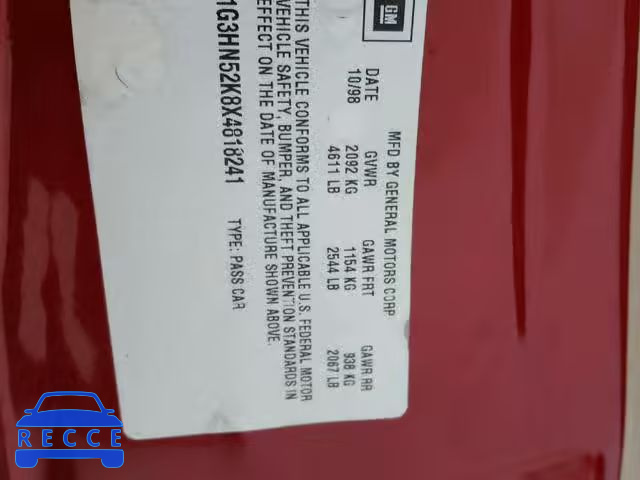 GM
MFD BY GENERAL MOTORS CORP
DATE GVWR GAWR FRT GAWR RR
10/98 2092 KG 1154 KG 938 KG
4611 LB 2544 LB 2067 LB
THIS VEHICLE CONFORMS TO ALL APPLICABLE U.S. FEDERAL MOTOR
VEHICLE SAFETY, BUMPER, AND THEFT PREVENTION STANDARDS IN
EFFECT ON THE DATE OF MANUFACTURE SHOWN ABOVE.
1G3HN52K8X4818241 TYPE: PASS CAR
RECCE